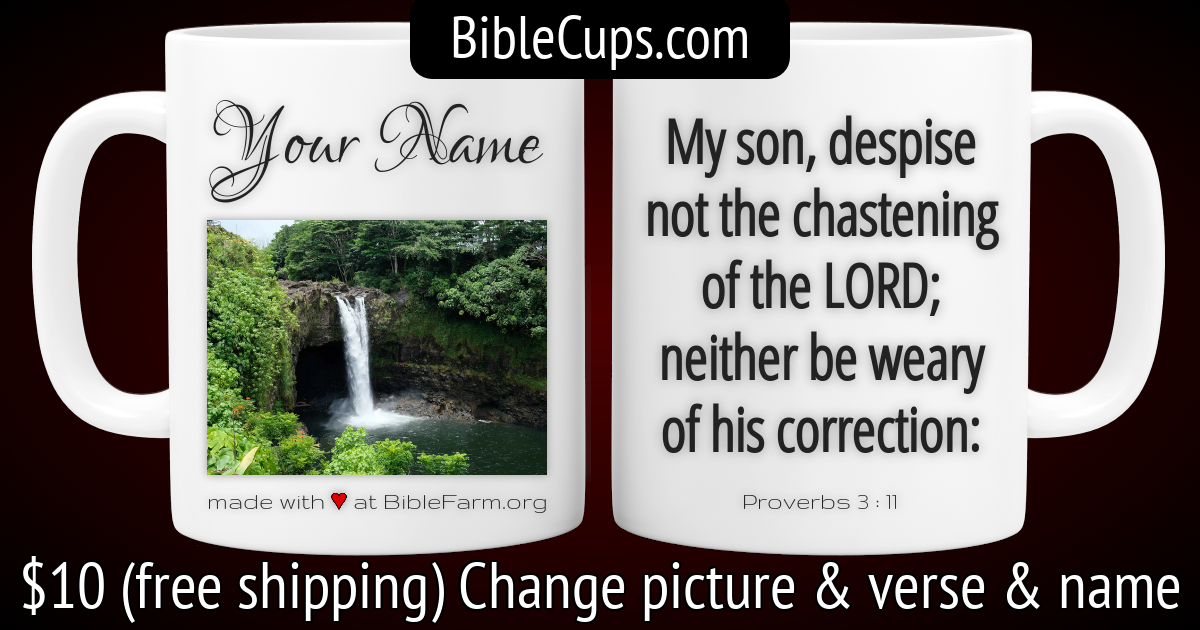 BibleCups.com
Your Name
made with ♥ at BibleFarm.org
My son, despise
not the chastening
of the LORD;
neither be weary
of his correction:
Proverbs 3 : 11
$10 (free shipping) Change picture & verse & name